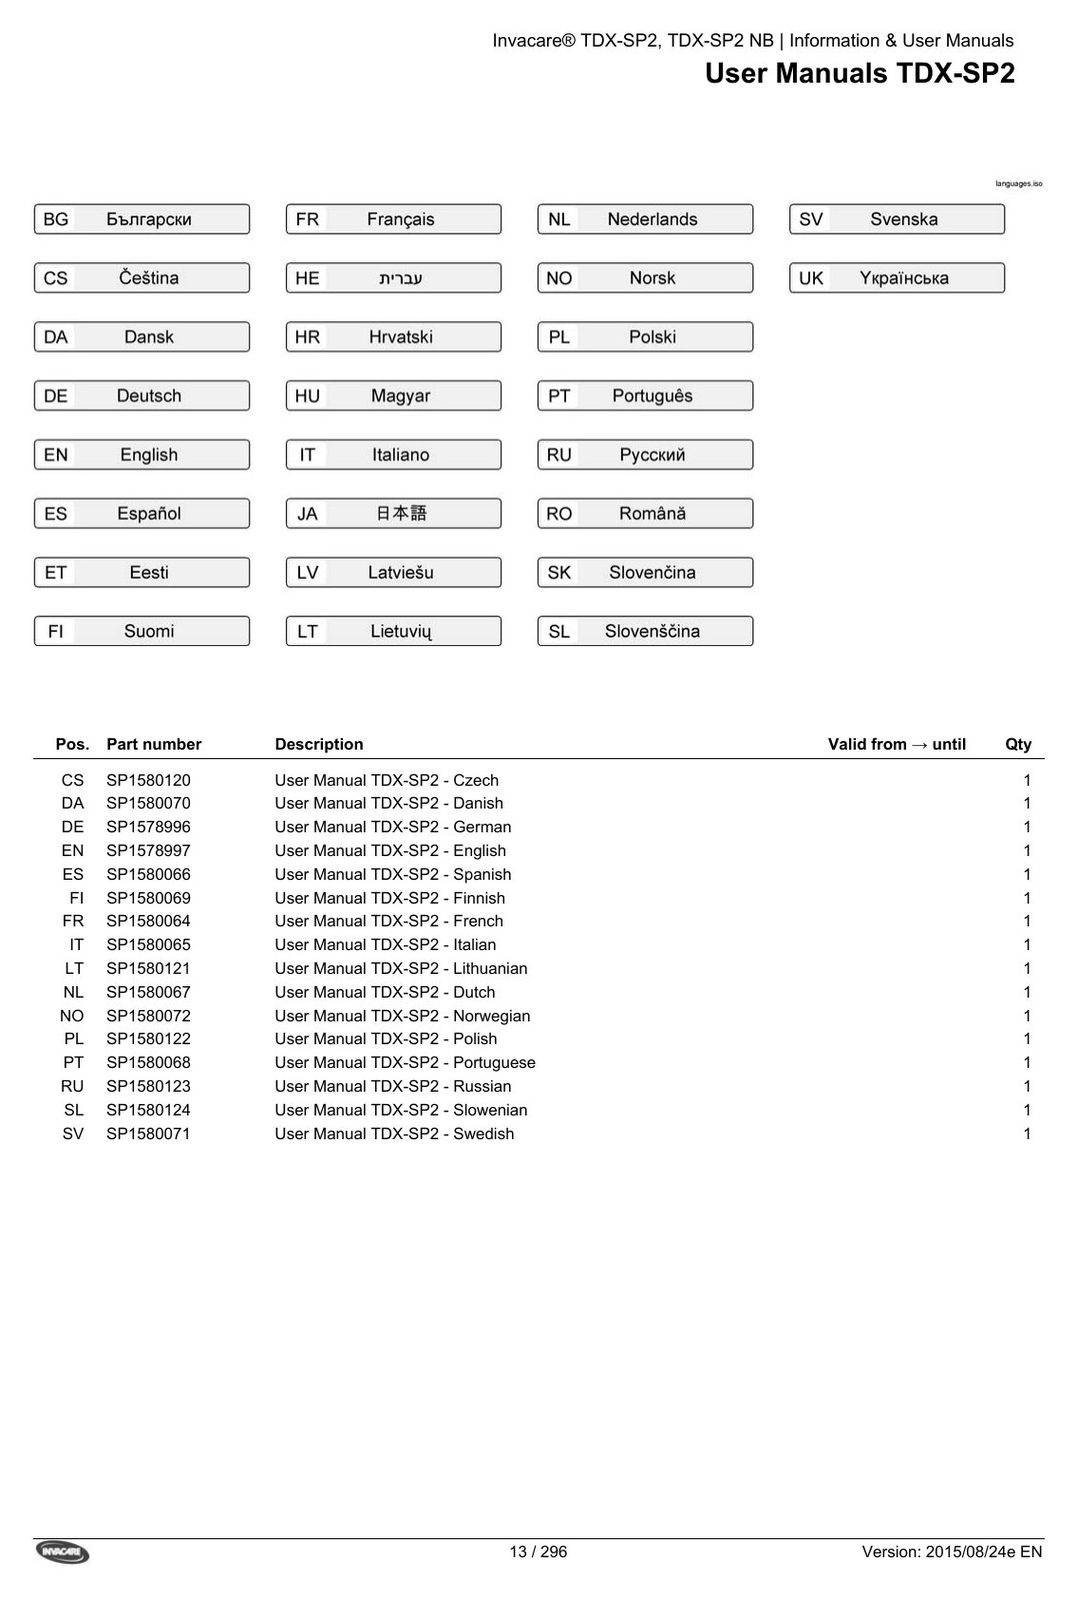 Invacare® TDX-SP2, TDX-SP2 NB | Information & User Manuals
User Manuals TDX-SP2
languages.iso
BG Български FR Français NL Nederlands SV Svenska
CS Čeština HE עברית NO Norsk UK Yкраїнська
DA Dansk HR Hrvatski PL Polski
DE Deutsch HU Magyar PT Português
EN English IT Italiano RU Русский
ES Español JA 日本語 RO Română
ET Eesti LV Latviešu SK Slovenčina
FI Suomi LT Lietuvių SL Slovenščina
Pos. Part number Description Valid from → until Qty
CS SP1580120 User Manual TDX-SP2 - Czech 1
DA SP1580070 User Manual TDX-SP2 - Danish 1
DE SP1578996 User Manual TDX-SP2 - German 1
EN SP1578997 User Manual TDX-SP2 - English 1
ES SP1580066 User Manual TDX-SP2 - Spanish 1
FI SP1580069 User Manual TDX-SP2 - Finnish 1
FR SP1580064 User Manual TDX-SP2 - French 1
IT SP1580065 User Manual TDX-SP2 - Italian 1
LT SP1580121 User Manual TDX-SP2 - Lithuanian 1
NL SP1580067 User Manual TDX-SP2 - Dutch 1
NO SP1580072 User Manual TDX-SP2 - Norwegian 1
PL SP1580122 User Manual TDX-SP2 - Polish 1
PT SP1580068 User Manual TDX-SP2 - Portuguese 1
RU SP1580123 User Manual TDX-SP2 - Russian 1
SL SP1580124 User Manual TDX-SP2 - Slowenian 1
SV SP1580071 User Manual TDX-SP2 - Swedish 1
INVACARE 13 / 296 Version: 2015/08/24e EN